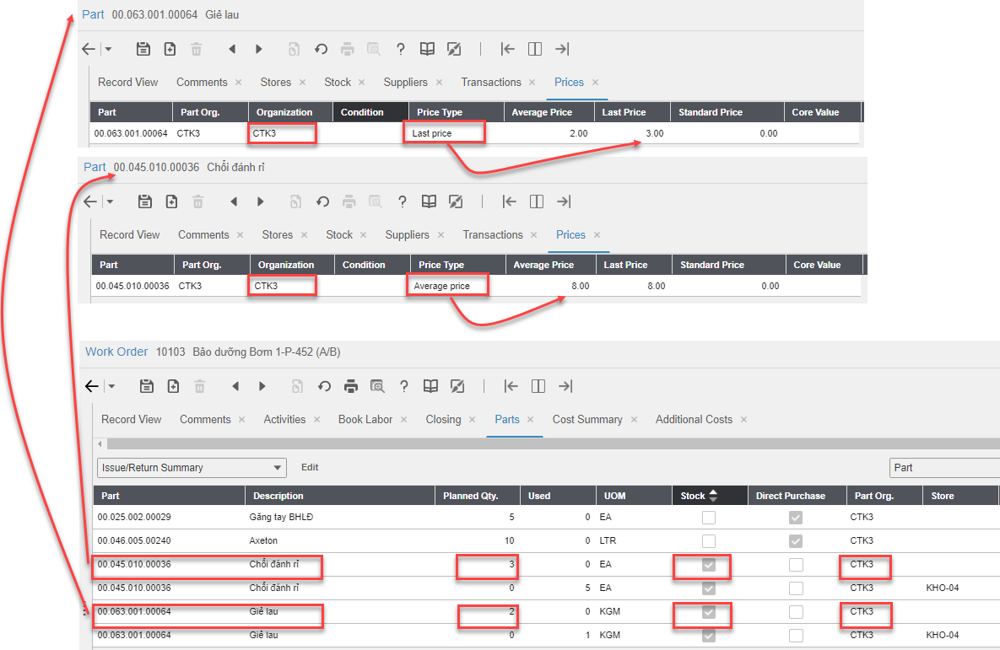 Part 00.063.001.00064 Giẻ lau
Record View Comments × Stores × Stock × Suppliers × Transactions × Prices ×
Part Part Org. Organization Condition Price Type Average Price Last Price Standard Price Core Value
00.063.001.00064 CTK3 CTK3 Last price 2.00 3.00 0.00
Part 00.045.010.00036 Chổi đánh rỉ
Record View Comments × Stores × Stock × Suppliers × Transactions × Prices ×
Part Part Org. Organization Condition Price Type Average Price Last Price Standard Price Core Value
00.045.010.00036 CTK3 CTK3 Average price 8.00 8.00 0.00
Work Order 10103 Bảo dưỡng Bơm 1-P-452 (A/B)
Record View Comments × Activities × Book Labor × Closing × Parts × Cost Summary × Additional Costs ×
Issue/Return Summary Edit Part
Part Description Planned Qty. Used UOM Stock Direct Purchase Part Org. Store
00.025.002.00029 Găng tay BHLĐ 5 0 EA CTK3
00.046.005.00240 Axeton 10 0 LTR CTK3
00.045.010.00036 Chổi đánh rỉ 3 0 EA CTK3
00.045.010.00036 Chổi đánh rỉ 0 5 EA CTK3 KHO-04
00.063.001.00064 Giẻ lau 2 0 KGM CTK3
00.063.001.00064 Giẻ lau 0 1 KGM CTK3 KHO-04